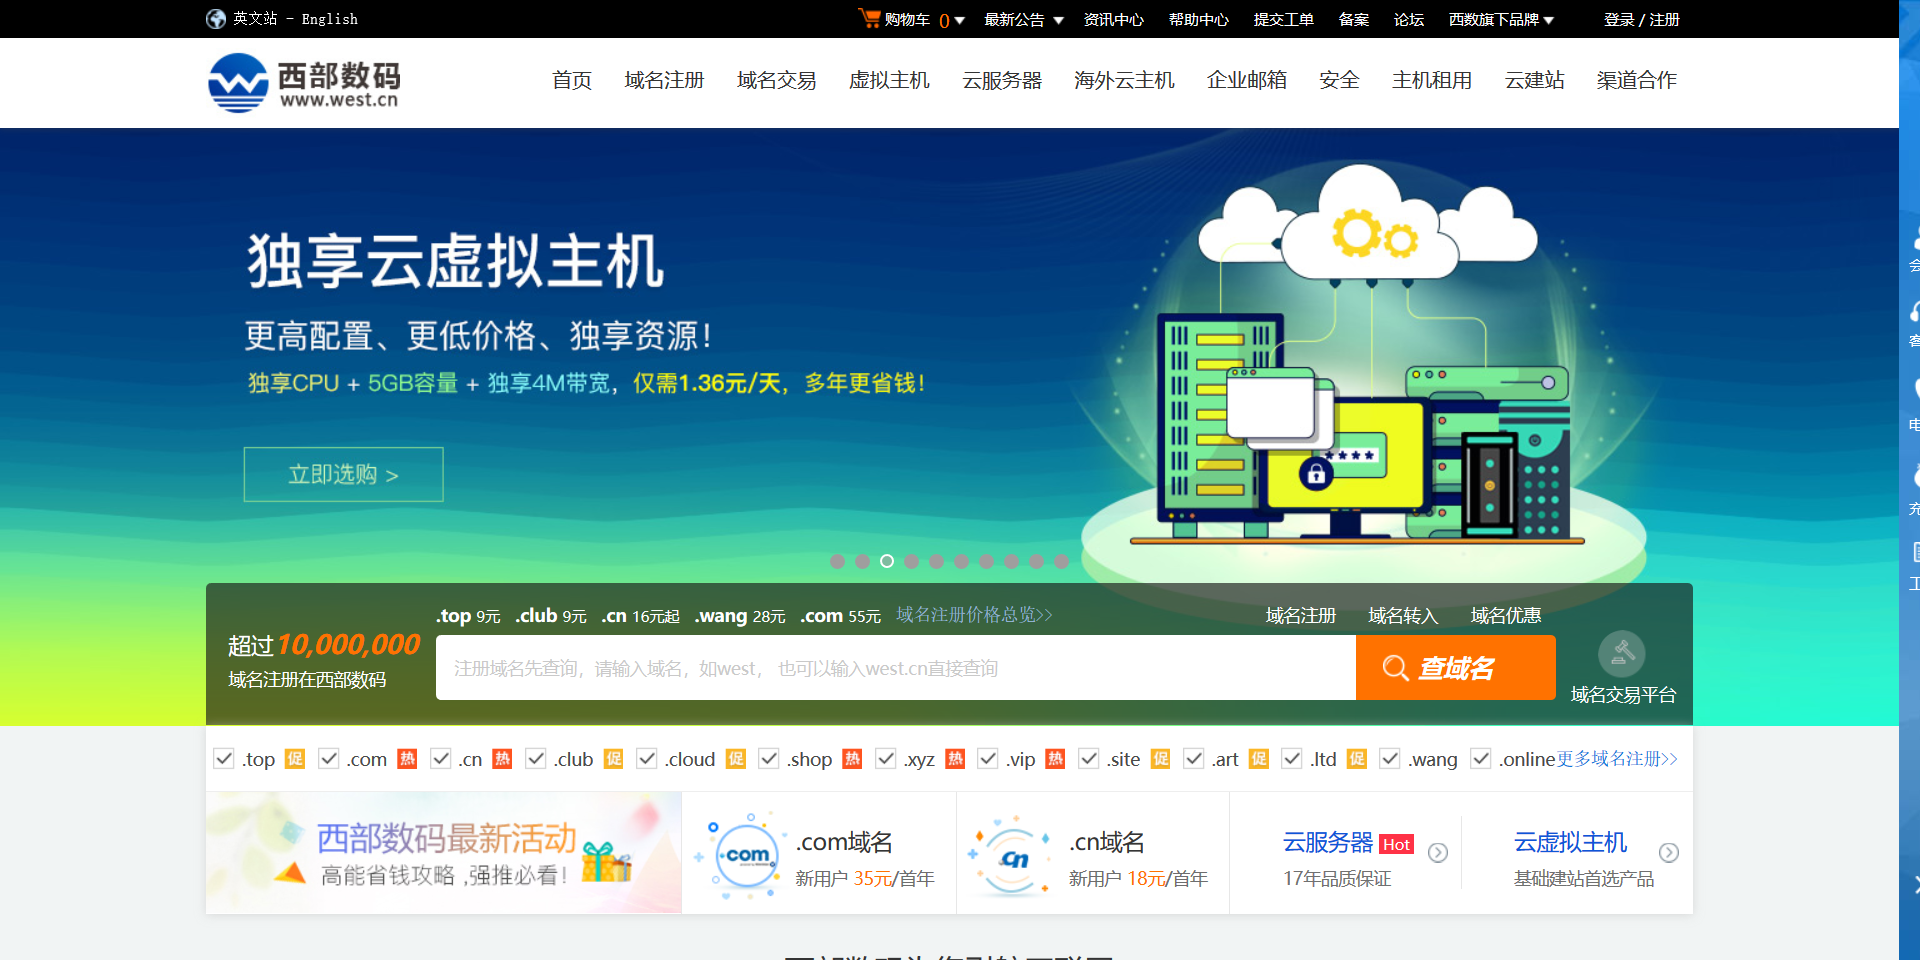 英文站 - English
购物车 0 最新公告 资讯中心 帮助中心 提交工单 备案 论坛 西数旗下品牌 登录 / 注册
西部数码
www.west.cn
首页 域名注册 域名交易 虚拟主机 云服务器 海外云主机 企业邮箱 安全 主机租用 云建站 渠道合作
独享云虚拟主机
更高配置、更低价格、独享资源！
独享CPU + 5GB容量 + 独享4M带宽，仅需1.36元/天，多年更省钱！
立即选购 >
.top 9元 .club 9元 .cn 16元起 .wang 28元 .com 55元 域名注册价格总览>>
域名注册 域名转入 域名优惠
超过10,000,000
域名注册在西部数码
注册域名先查询，请输入域名，如west， 也可以输入west.cn直接查询
查域名
域名交易平台
.top 促 .com 热 .cn 热 .club 促 .cloud 促 .shop 热 .xyz 热 .vip 热 .site 促 .art 促 .ltd 促 .wang .online更多域名注册>>
西部数码最新活动
高能省钱攻略 ,强推必看！
.com
.com域名
新用户 35元/首年
.cn
.cn域名
新用户 18元/首年
云服务器 Hot
17年品质保证
云虚拟主机
基础建站首选产品